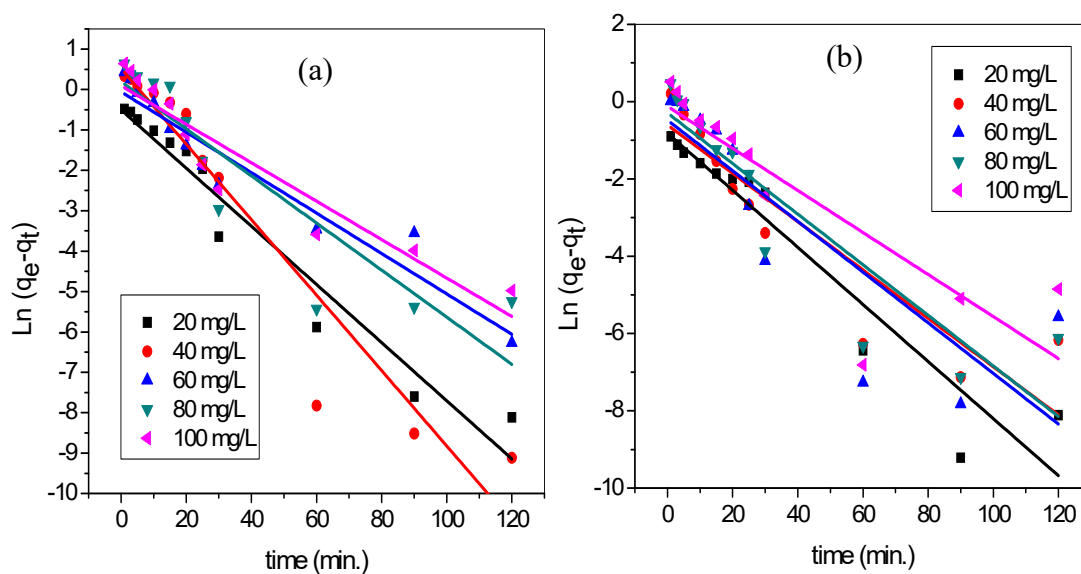 (a)
Ln (qe-qt)
1
0
-1
-2
-3
-4
-5
-6
-7
-8
-9
-10
20 mg/L
40 mg/L
60 mg/L
80 mg/L
100 mg/L
0 20 40 60 80 100 120
time (min.)
(b)
Ln (qe-qt)
2
0
-2
-4
-6
-8
-10
20 mg/L
40 mg/L
60 mg/L
80 mg/L
100 mg/L
0 20 40 60 80 100 120
time (min.)